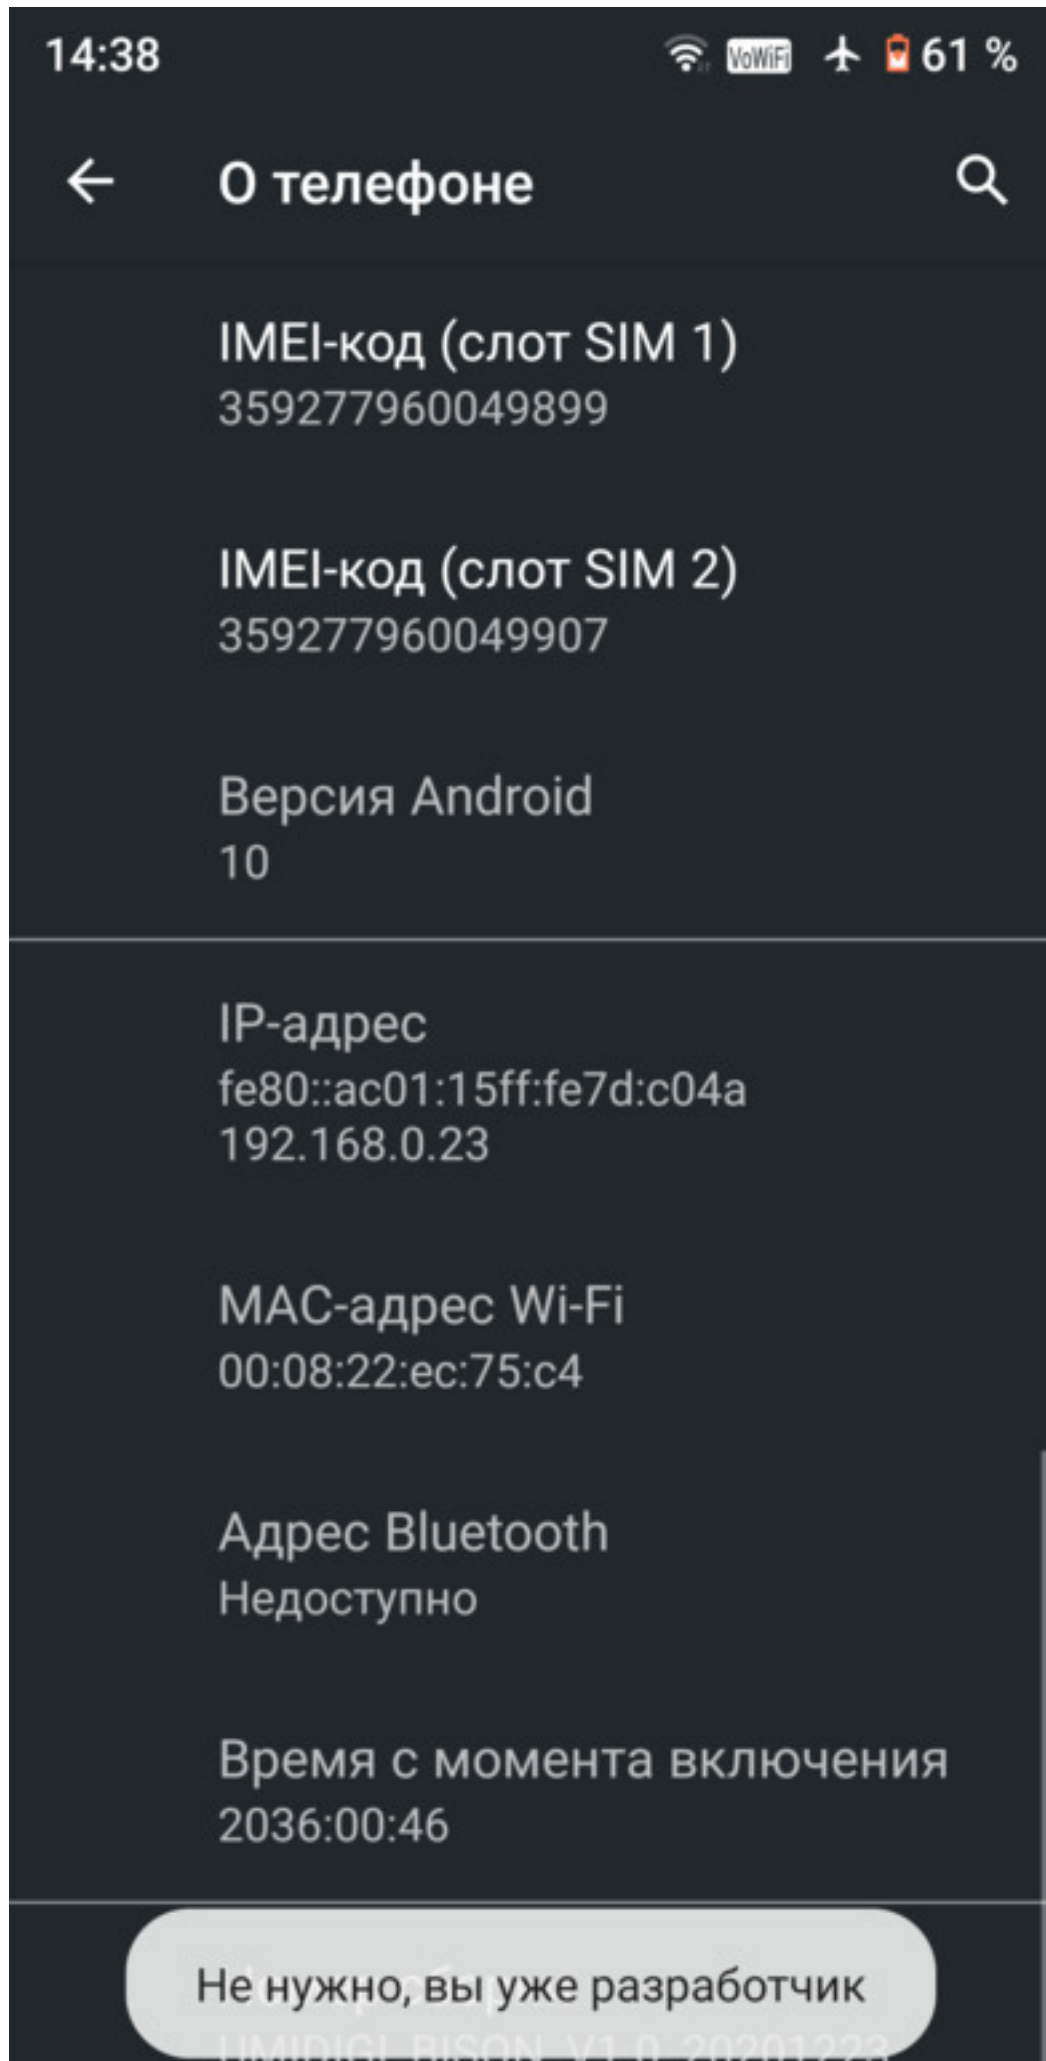 14:38 VoWiFi 61 %
О телефоне
IMEI-код (слот SIM 1)
359277960049899
IMEI-код (слот SIM 2)
359277960049907
Версия Android
10
IP-адрес
fe80::ac01:15ff:fe7d:c04a
192.168.0.23
MAC-адрес Wi-Fi
00:08:22:ec:75:c4
Адрес Bluetooth
Недоступно
Время с момента включения
2036:00:46
Не нужно, вы уже разработчик
UMIDIGI_BISON_V1.0_20201223